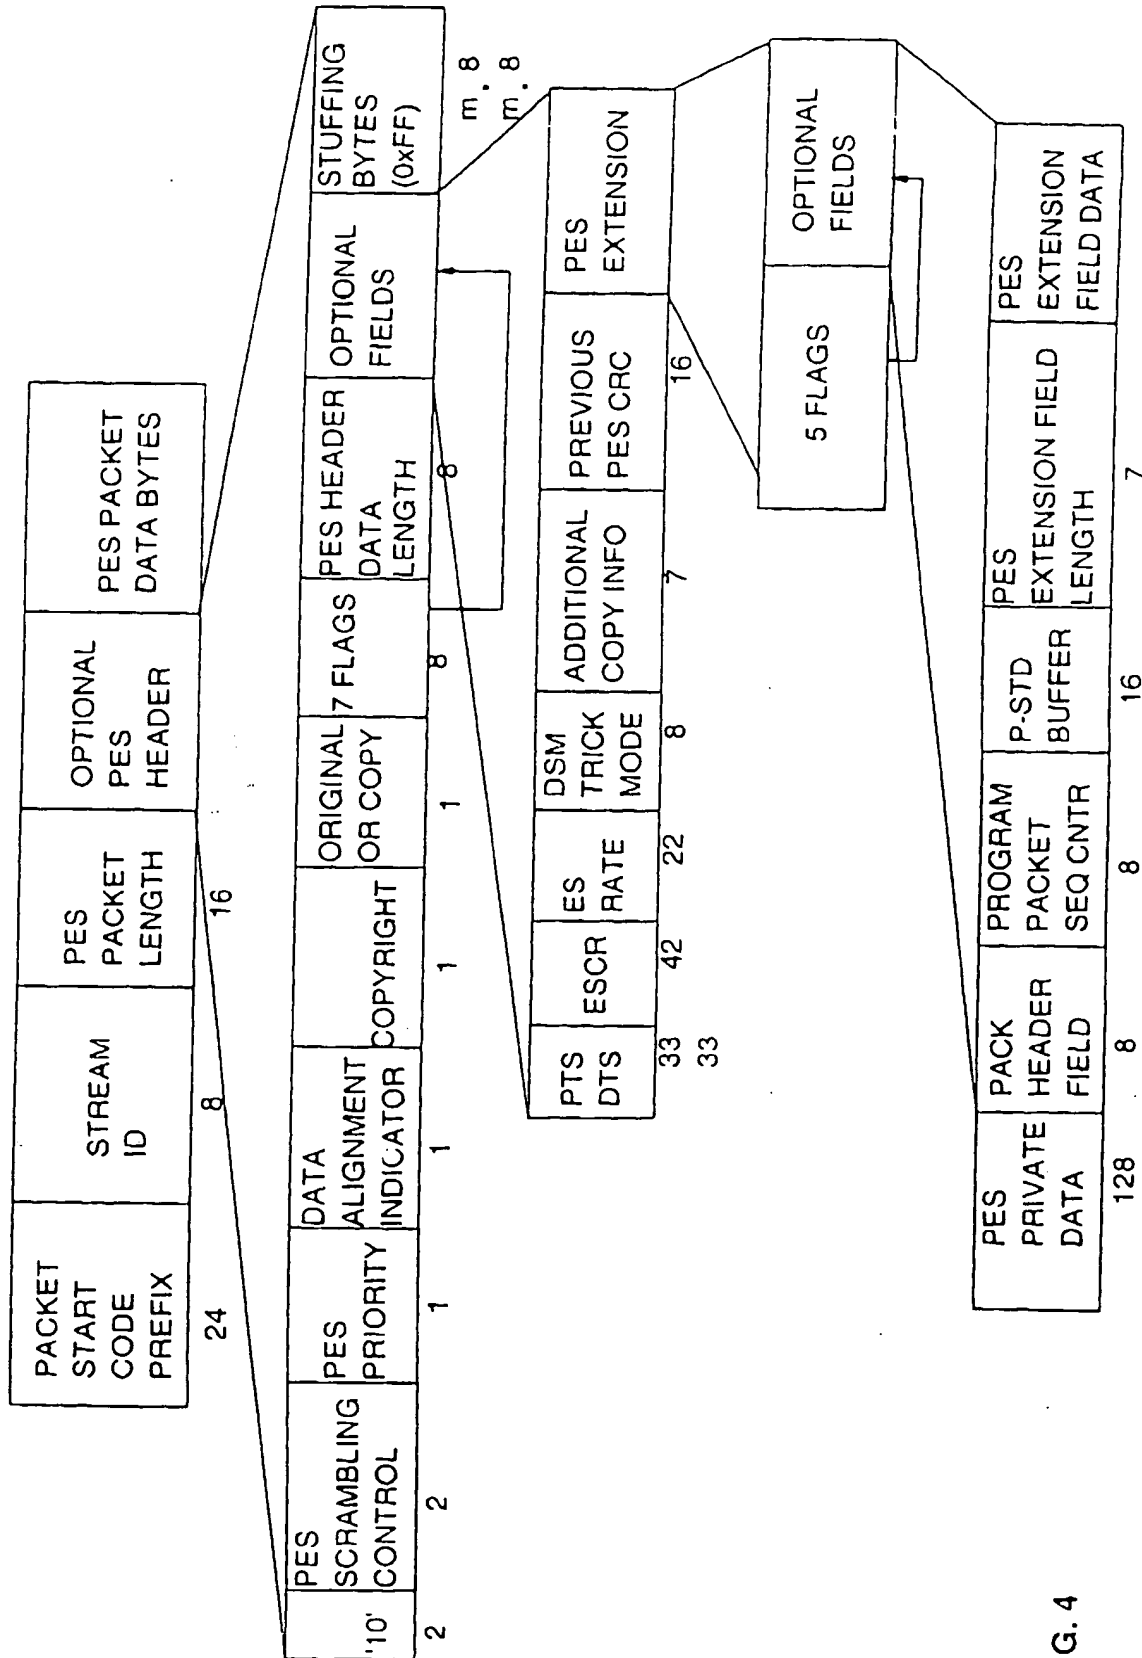 PACKET
START
CODE
PREFIX
24
STREAM
ID
8
PES
PACKET
LENGTH
16
OPTIONAL
PES
HEADER
PES PACKET
DATA BYTES
'10'
2
PES
SCRAMBLING
CONTROL
2
PES
PRIORITY
1
DATA
ALIGNMENT
INDICATOR
1
COPYRIGHT
1
ORIGINAL
OR COPY
1
7 FLAGS
8
PES HEADER
DATA
LENGTH
8
OPTIONAL
FIELDS
STUFFING
BYTES
(0xFF)
m. 8
m. 8
PTS
DTS
33
33
ESCR
42
ES
RATE
22
DSM
TRICK
MODE
8
ADDITIONAL
COPY INFO
7
PREVIOUS
PES CRC
16
PES
EXTENSION
5 FLAGS
OPTIONAL
FIELDS
PES
PRIVATE
DATA
128
PACK
HEADER
FIELD
8
PROGRAM
PACKET
SEQ CNTR
8
P-STD
BUFFER
16
PES
EXTENSION FIELD
LENGTH
7
PES
EXTENSION
FIELD DATA
G. 4